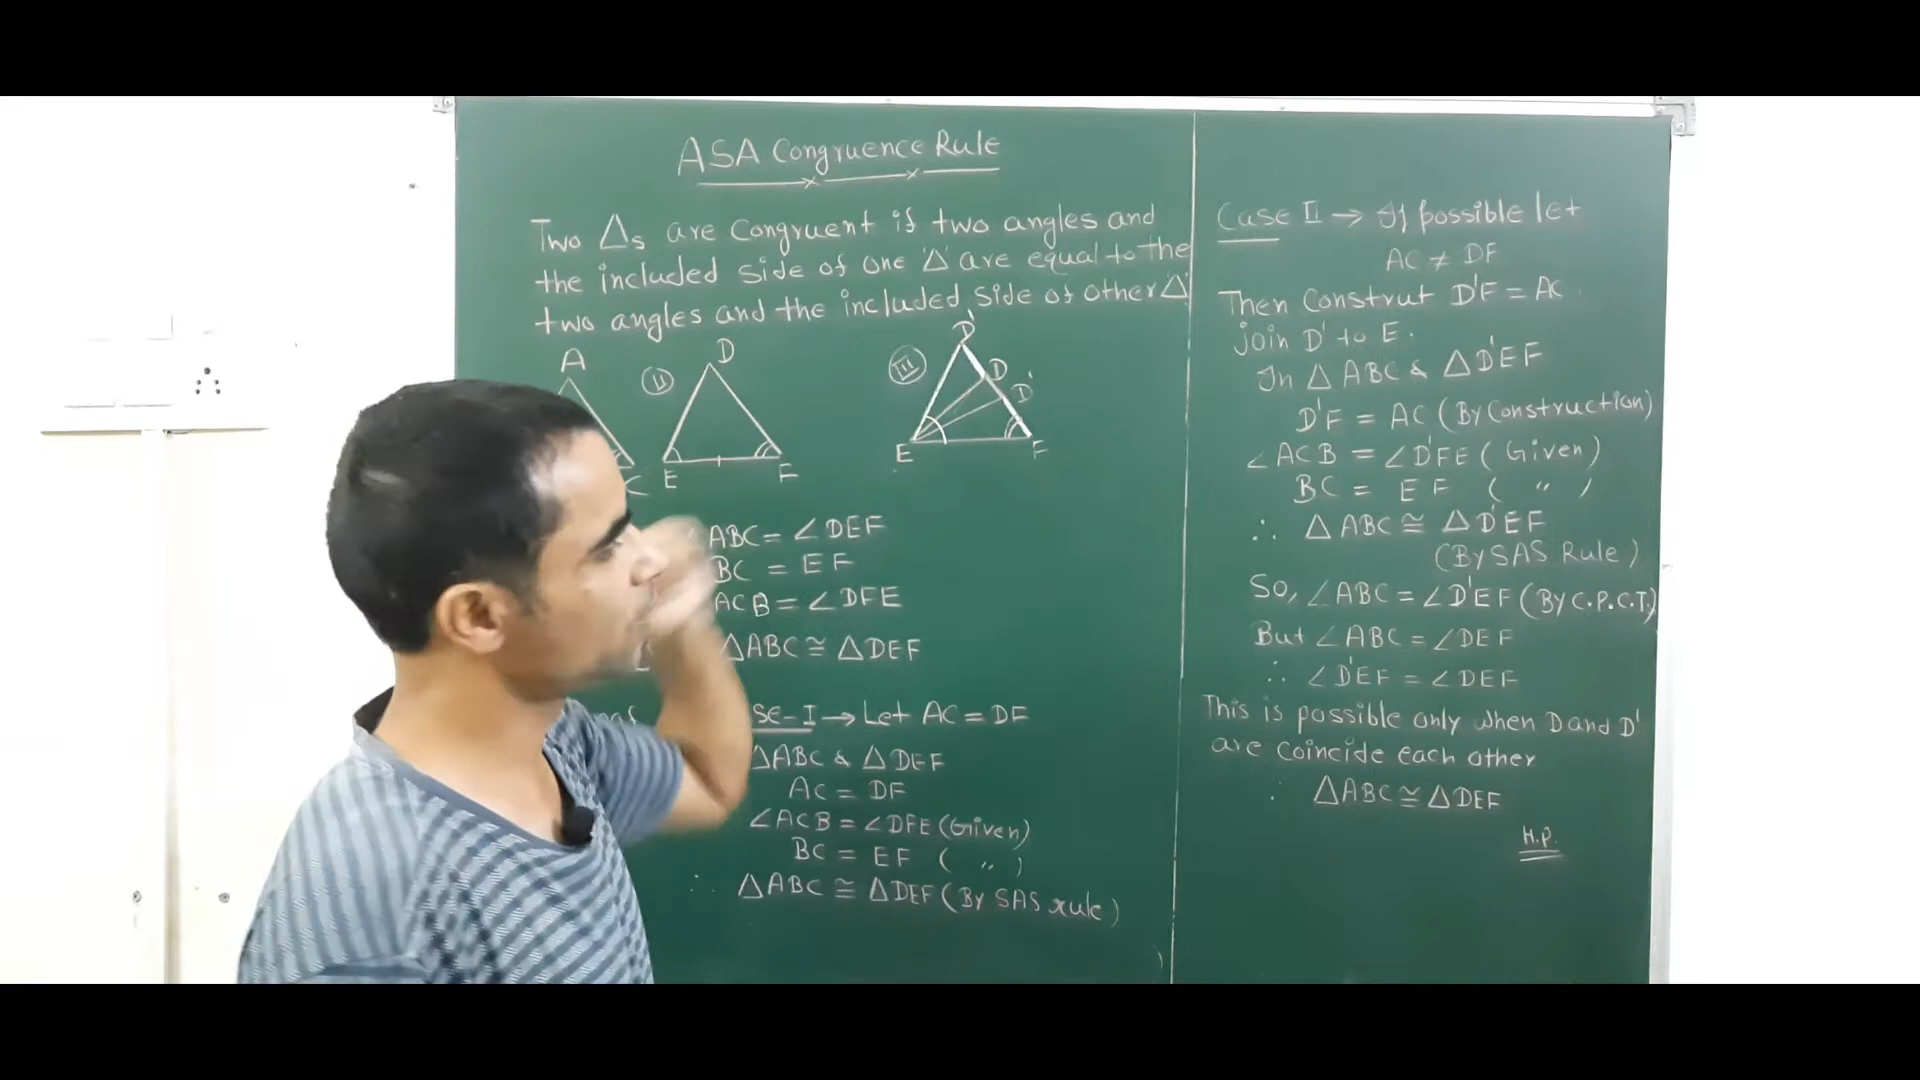 ASA Congruence Rule
Two △s are congruent if two angles and
the included side of one 'Δ' are equal to the
two angles and the included side of other 'Δ'
A
C
II
D
E
F
III
D'
D
D'
E
F
ABC = ∠DEF
BC = EF
ACB = ∠DFE
△ABC ≅ △DEF
se-I → Let AC = DF
△ABC & △DEF
AC = DF
∠ACB = ∠DFE (Given)
BC = EF ( " )
∴ △ABC ≅ △DEF (By SAS rule)
Case II → If possible let
AC ≠ DF
Then Construt D'F = AC
join D' to E.
In △ABC & △D'EF
D'F = AC (By Construction)
∠ACB = ∠D'FE (Given)
BC = EF ( " )
∴ △ABC ≅ △D'EF
(By SAS Rule)
So, ∠ABC = ∠D'EF (By C.P.C.T.)
But ∠ABC = ∠DEF
∴ ∠D'EF = ∠DEF
This is possible only when D and D'
are coincide each other
∴ △ABC ≅ △DEF
H.P.